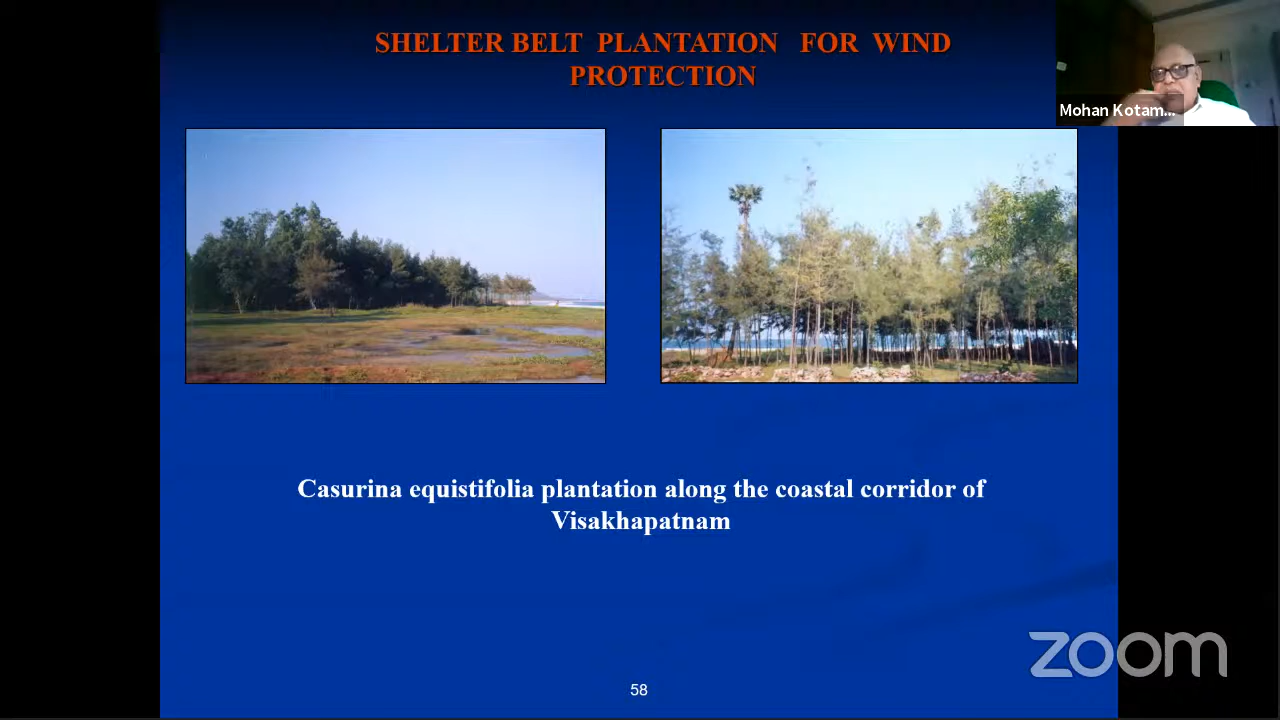 SHELTER BELT PLANTATION FOR WIND
PROTECTION
Mohan Kotam...
Casurina equistifolia plantation along the coastal corridor of
Visakhapatnam
zoom
58